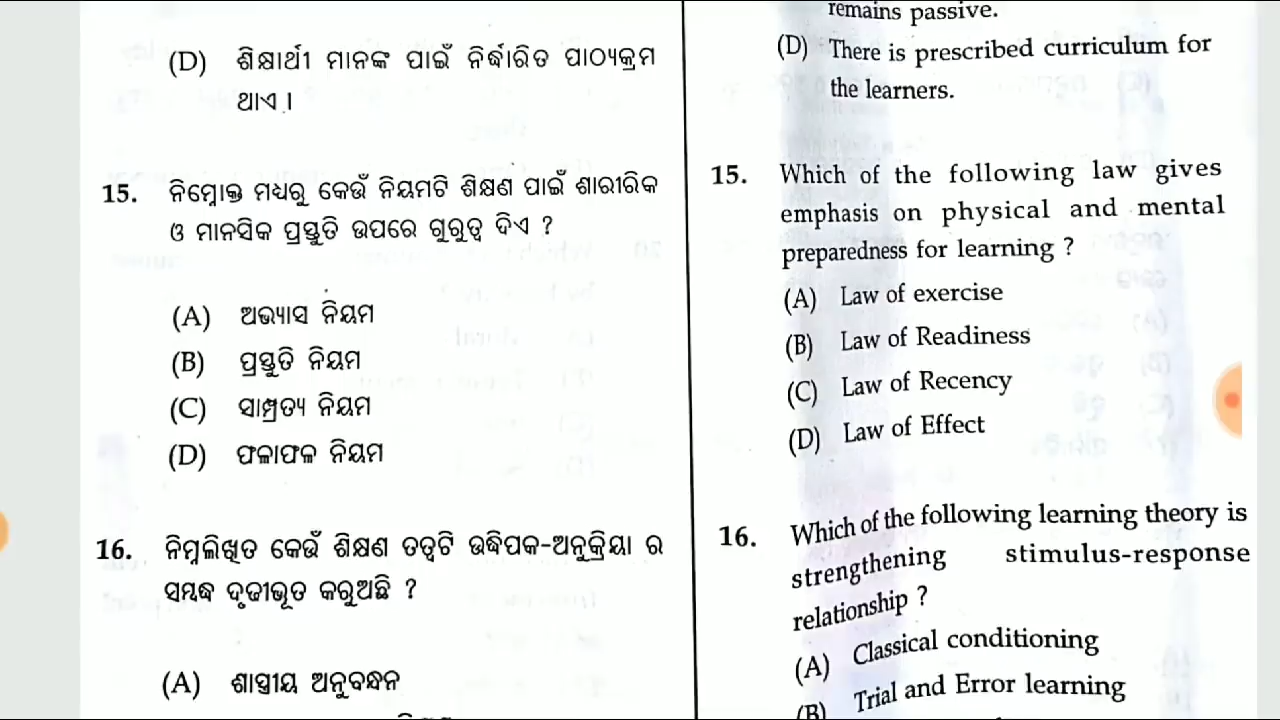 (D) ଶିକ୍ଷାର୍ଥୀ ମାନଙ୍କ ପାଇଁ ନିର୍ଦ୍ଧାରିତ ପାଠ୍ୟକ୍ରମ
ଥାଏ ।
15. ନିମ୍ନୋକ୍ତ ମଧ୍ୟରୁ କେଉଁ ନିୟମଟି ଶିକ୍ଷଣ ପାଇଁ ଶାରୀରିକ
ଓ ମାନସିକ ପ୍ରସ୍ତୁତି ଉପରେ ଗୁରୁତ୍ୱ ଦିଏ ?
(A) ଅଭ୍ୟାସ ନିୟମ
(B) ପ୍ରସ୍ତୁତି ନିୟମ
(C) ସାମ୍ପ୍ରତ୍ୟ ନିୟମ
(D) ଫଳାଫଳ ନିୟମ
16. ନିମ୍ନଲିଖିତ କେଉଁ ଶିକ୍ଷଣ ତତ୍ତ୍ୱଟି ଉଦ୍ଧିପକ-ଅନୁକ୍ରିୟା ର
ସମ୍ବନ୍ଧ ଦୃଢୀଭୂତ କରୁଅଛି ?
(A) ଶାସ୍ତ୍ରୀୟ ଅନୁବନ୍ଧନ
remains passive.
(D) There is prescribed curriculum for
the learners.
15. Which of the following law gives
emphasis on physical and mental
preparedness for learning ?
(A) Law of exercise
(B) Law of Readiness
(C) Law of Recency
(D) Law of Effect
16. Which of the following learning theory is
strengthening stimulus-response
relationship ?
(A) Classical conditioning
(B) Trial and Error learning